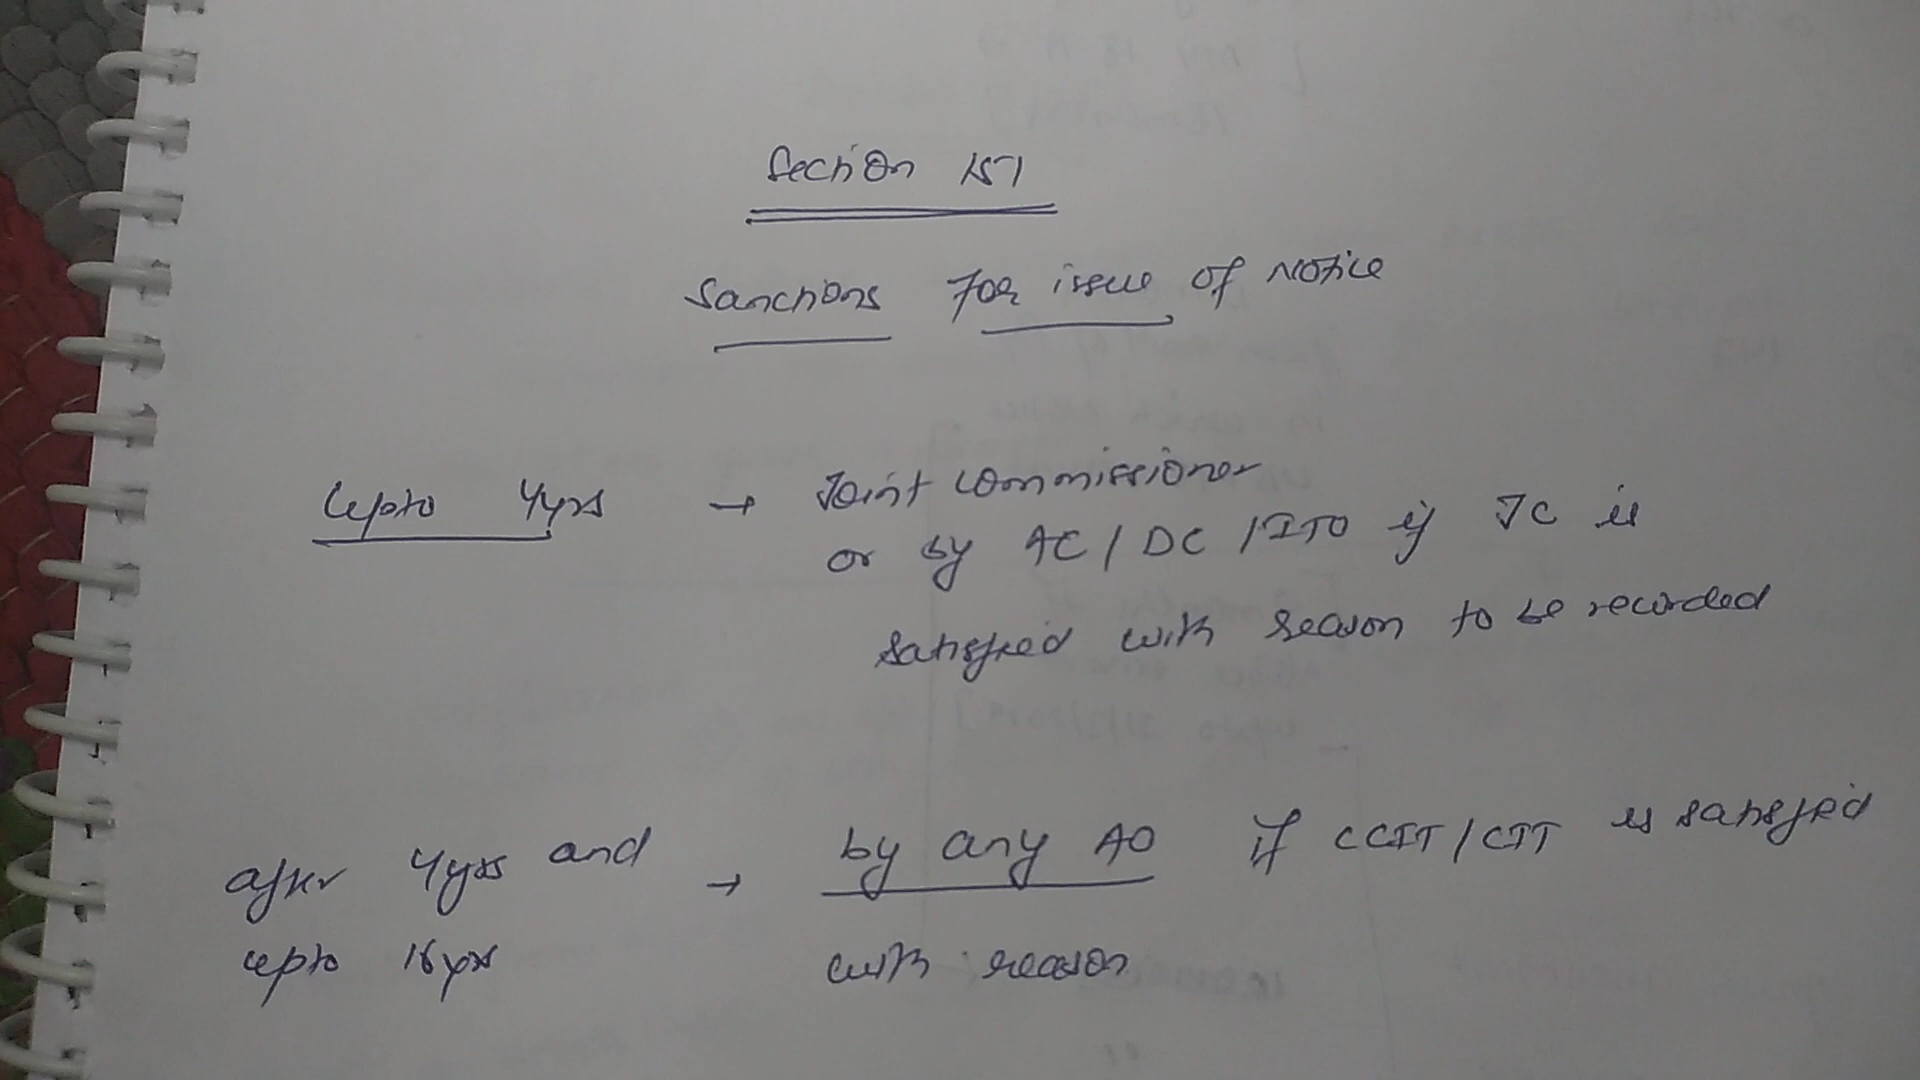 Section 151
Sanctions for issue of Notice
Upto 4yrs → Joint Commissioner
or by AC / DC / ITO if JC is
satisfied with reason to be recorded
after 4yrs and → by any AO if CCIT / CIT is satisfied
upto 16yrs with reason